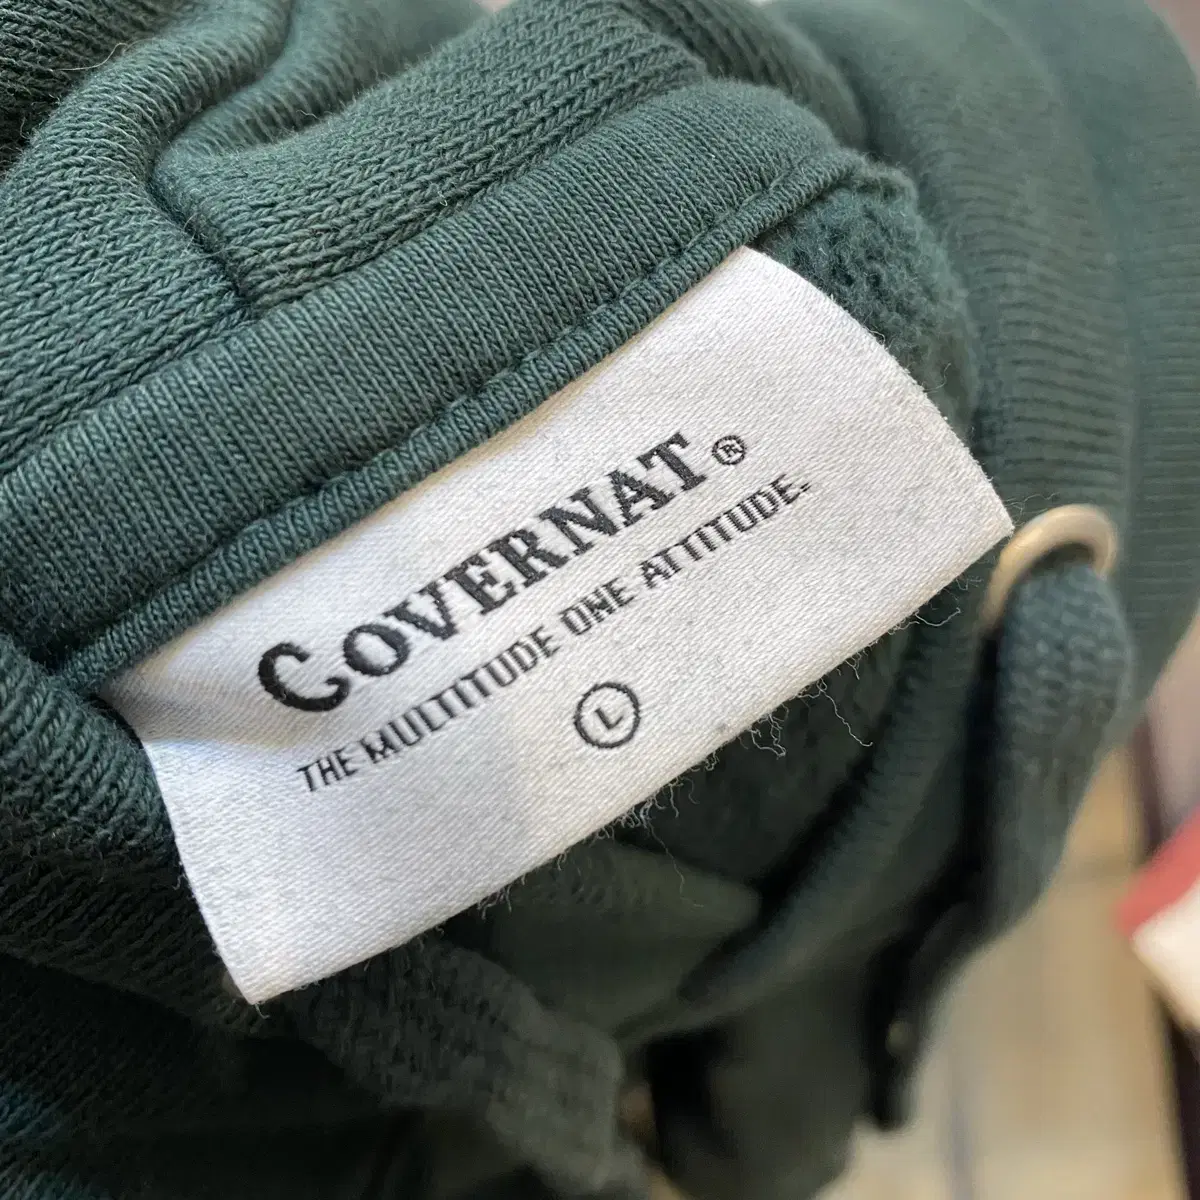 COVERNAT®
THE MULTITUDE ONE ATTITUDE.
L